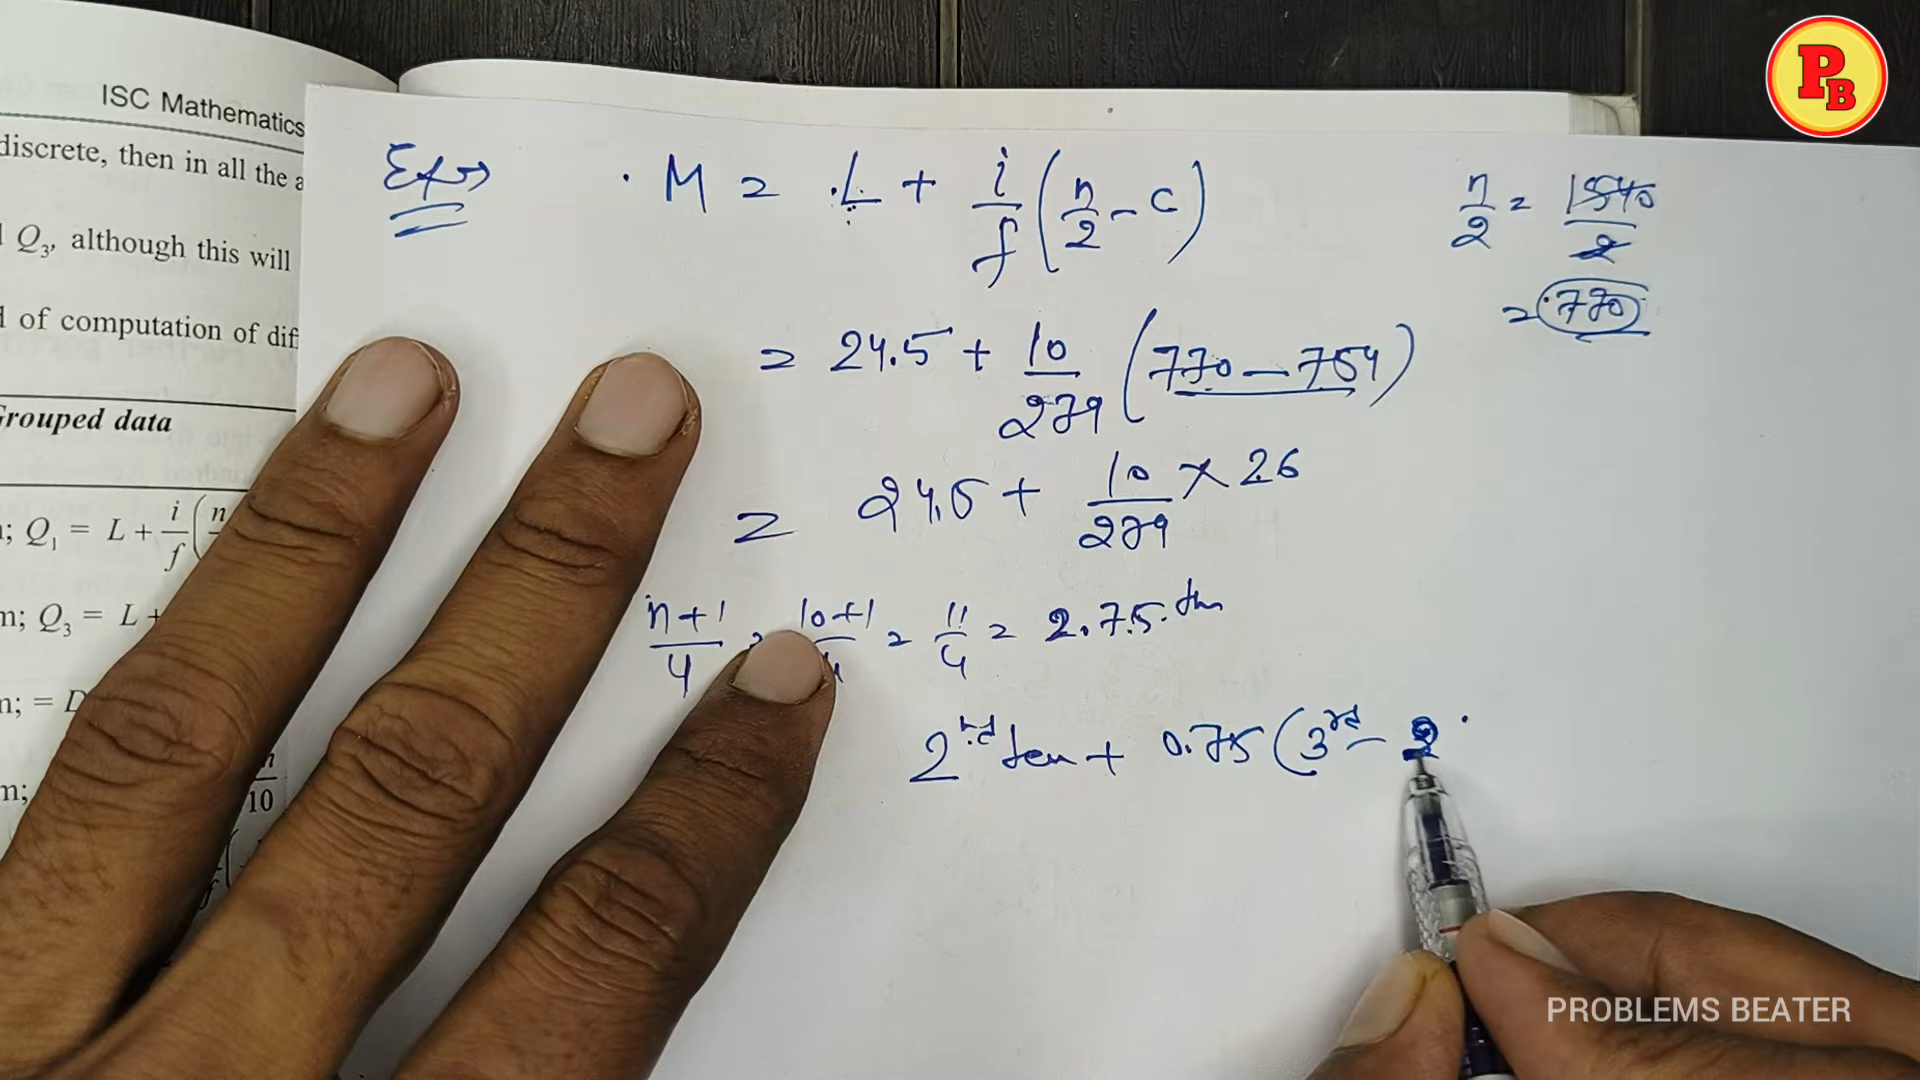 PB
ISC Mathematics
discrete, then in all the a
Q₃, although this will
of computation of dif
Grouped data
; Q₁ = L + i/f (n
m; Q₃ = L +
m; = D
m;
10
M = L + i/f (n/2 - C)
n/2 = 1540/2
= 770
= 24.5 + 10/279 (770 - 754)
= 24.5 + 10/279 × 26
n+1/4 = 10+1/4 = 11/4 = 2.75th
2nd + 0.75 (3rd - 2
PROBLEMS BEATER